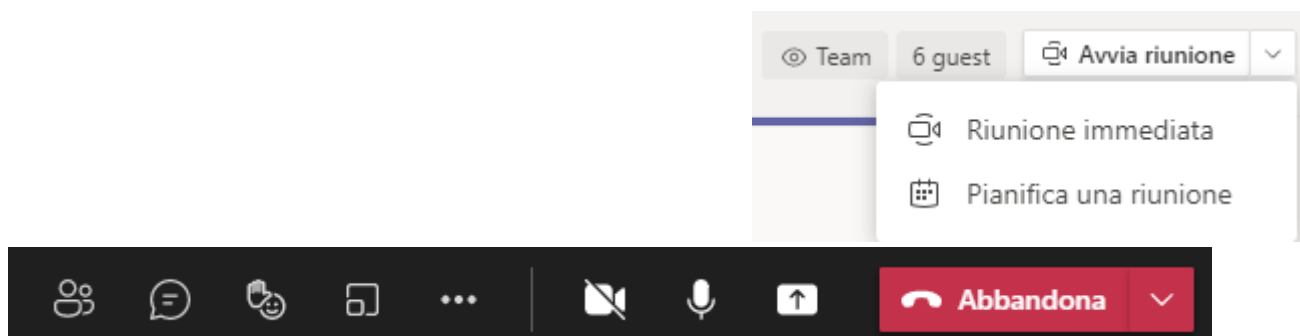 Team 6 guest Avvia riunione
Riunione immediata
Pianifica una riunione
Abbandona